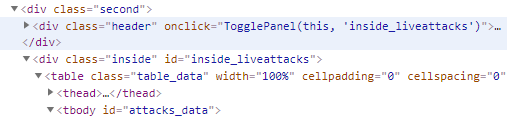 ▼<div class="second">
▶<div class="header" onclick="TogglePanel(this, 'inside_liveattacks')">…
</div>
▼<div class="inside" id="inside_liveattacks">
▼<table class="table_data" width="100%" cellpadding="0" cellspacing="0"
▶<thead>…</thead>
▼<tbody id="attacks_data">